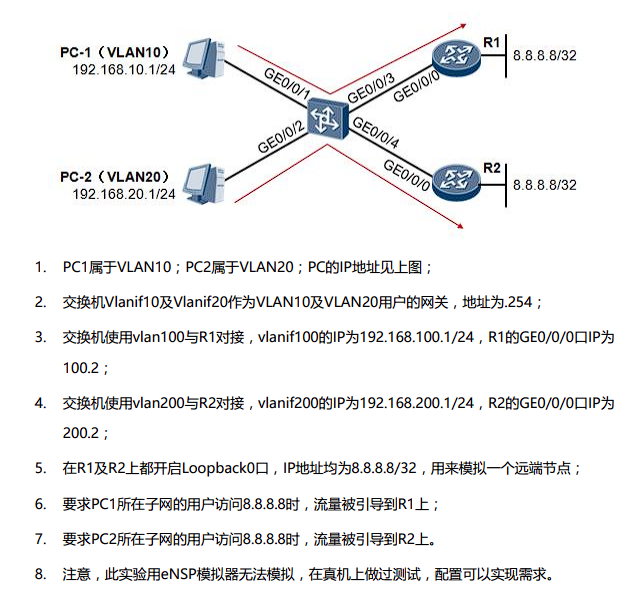 PC-1（VLAN10）
192.168.10.1/24
GE0/0/1
GE0/0/3
GE0/0/0
R1
8.8.8.8/32
GE0/0/2
GE0/0/4
PC-2（VLAN20）
192.168.20.1/24
GE0/0/0
R2
8.8.8.8/32
1. PC1属于VLAN10；PC2属于VLAN20；PC的IP地址见上图；
2. 交换机Vlanif10及Vlanif20作为VLAN10及VLAN20用户的网关，地址为.254；
3. 交换机使用vlan100与R1对接，vlanif100的IP为192.168.100.1/24，R1的GE0/0/0口IP为
100.2；
4. 交换机使用vlan200与R2对接，vlanif200的IP为192.168.200.1/24，R2的GE0/0/0口IP为
200.2；
5. 在R1及R2上都开启Loopback0口，IP地址均为8.8.8.8/32，用来模拟一个远端节点；
6. 要求PC1所在子网的用户访问8.8.8.8时，流量被引导到R1上；
7. 要求PC2所在子网的用户访问8.8.8.8时，流量被引导到R2上。
8. 注意，此实验用eNSP模拟器无法模拟，在真机上做过测试，配置可以实现需求。